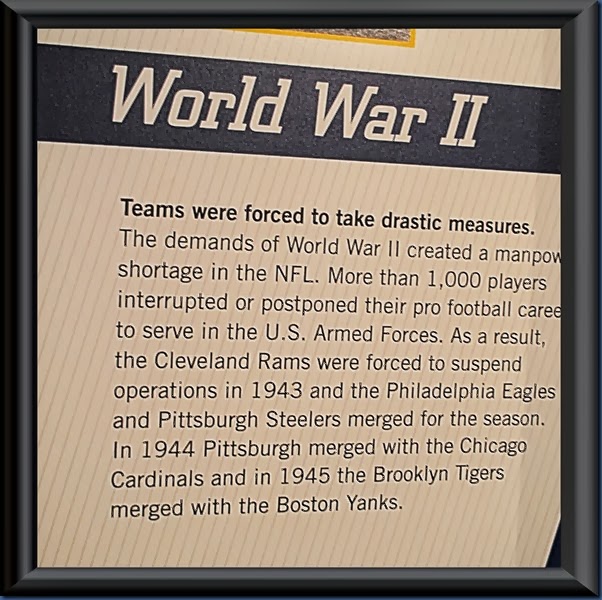 World War II
Teams were forced to take drastic measures.
The demands of World War II created a manpow
shortage in the NFL. More than 1,000 players
interrupted or postponed their pro football caree
to serve in the U.S. Armed Forces. As a result,
the Cleveland Rams were forced to suspend
operations in 1943 and the Philadelphia Eagles
and Pittsburgh Steelers merged for the season.
In 1944 Pittsburgh merged with the Chicago
Cardinals and in 1945 the Brooklyn Tigers
merged with the Boston Yanks.